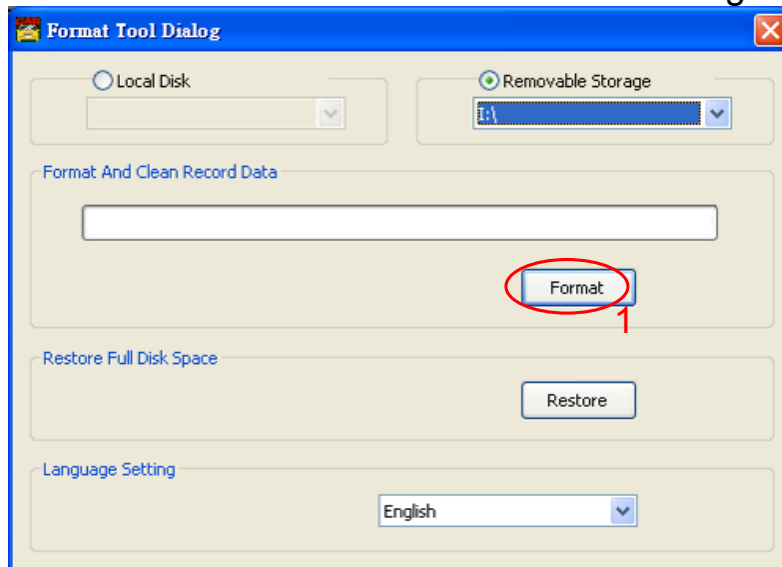 Format Tool Dialog
Local Disk
Removable Storage
I:\
Format And Clean Record Data
Format
1
Restore Full Disk Space
Restore
Language Setting
English